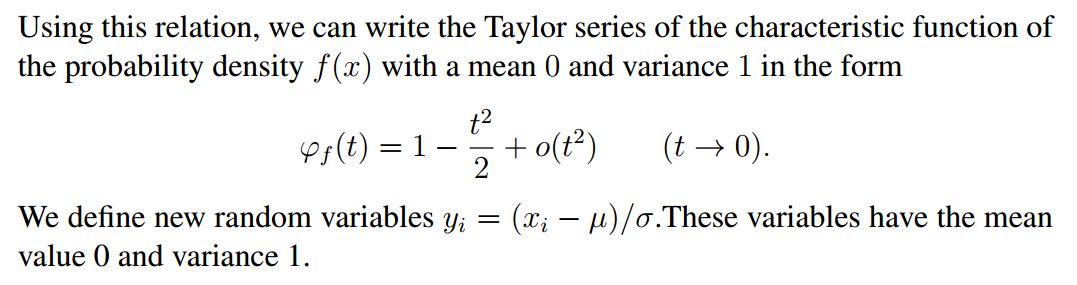 Using this relation, we can write the Taylor series of the characteristic function of
the probability density f(x) with a mean 0 and variance 1 in the form
φ_f(t) = 1 − t²/2 + o(t²)  (t → 0).
We define new random variables y_i = (x_i − μ)/σ.These variables have the mean
value 0 and variance 1.